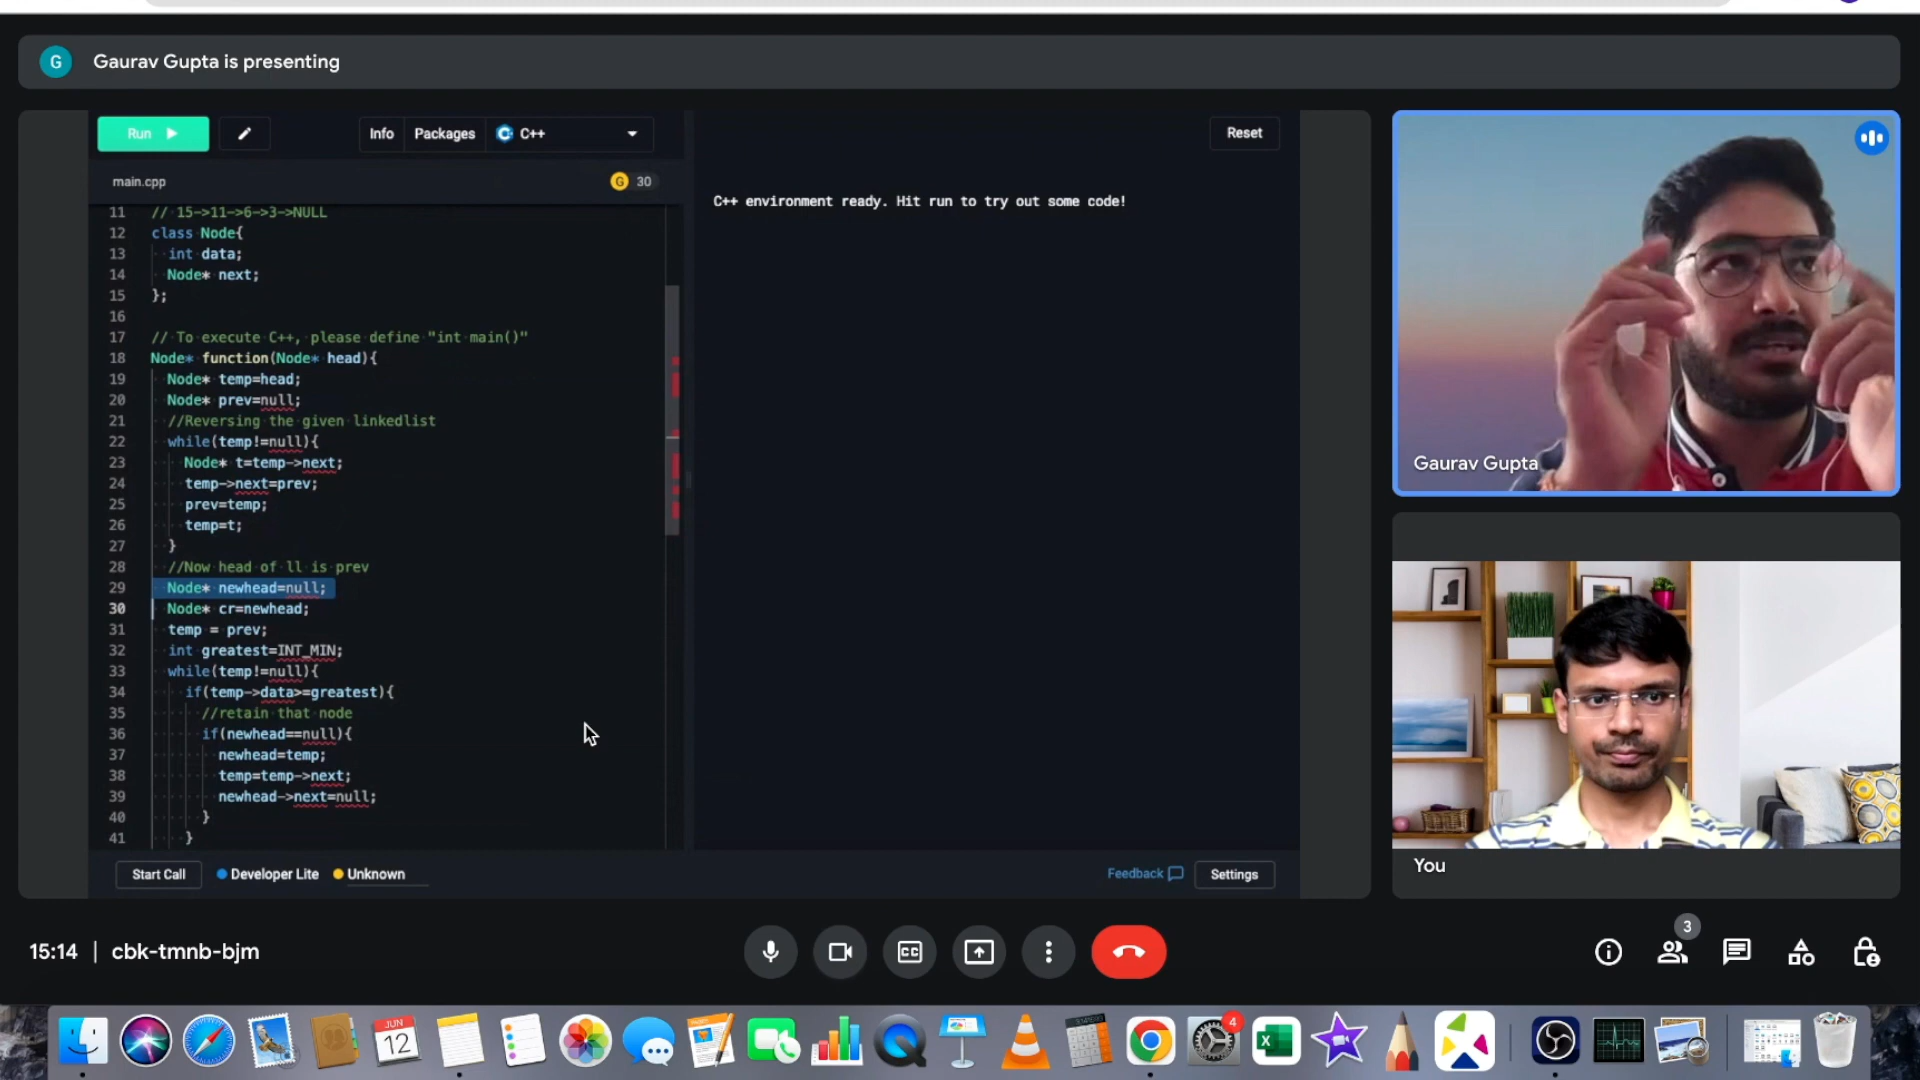 G Gaurav Gupta is presenting
Run Info Packages C++ Reset
main.cpp G 30
C++ environment ready. Hit run to try out some code!
11 // 15->11->6->3->NULL
12 class Node{
13 int data;
14 Node* next;
15 };
16
17 // To execute C++, please define "int main()"
18 Node* function(Node* head){
19 Node* temp=head;
20 Node* prev=null;
21 //Reversing the given linkedlist
22 while(temp!=null){
23 Node* t=temp->next;
24 temp->next=prev;
25 prev=temp;
26 temp=t;
27 }
28 //Now head of ll is prev
29 Node* newhead=null;
30 Node* cr=newhead;
31 temp = prev;
32 int greatest=INT_MIN;
33 while(temp!=null){
34 if(temp->data>=greatest){
35 //retain that node
36 if(newhead==null){
37 newhead=temp;
38 temp=temp->next;
39 newhead->next=null;
40 }
41 }
Start Call Developer Lite Unknown Feedback Settings
Gaurav Gupta
You
15:14 | cbk-tmnb-bjm
CC
3
JUN
12
4
X